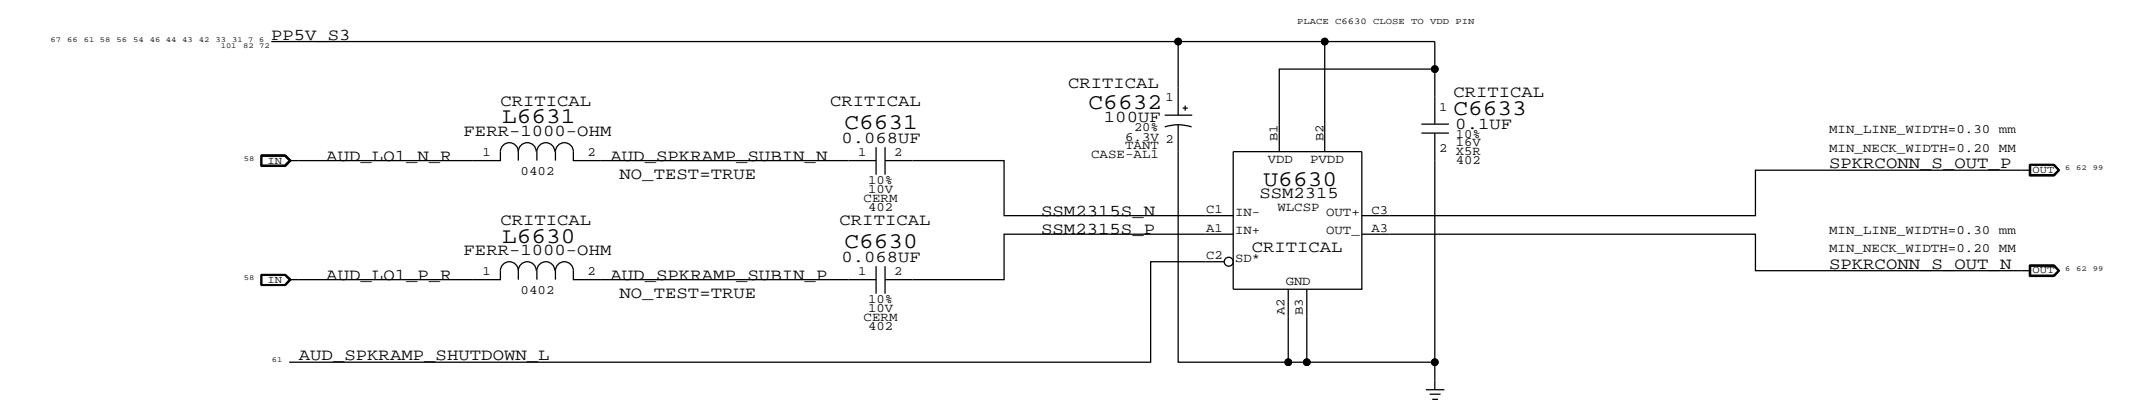 PLACE C6630 CLOSE TO VDD PIN
67 66 61 58 56 54 46 44 43 42 33 31 7 6
101 82 72
PP5V_S3
CRITICAL
L6631
FERR-1000-OHM
58 IN AUD_LO1_N_R 1 2 AUD_SPKRAMP_SUBIN_N
0402
NO_TEST=TRUE
CRITICAL
C6631
0.068UF
1 2
10%
10V
CERM
402
CRITICAL
L6630
FERR-1000-OHM
58 IN AUD_LO1_P_R 1 2 AUD_SPKRAMP_SUBIN_P
0402
NO_TEST=TRUE
CRITICAL
C6630
0.068UF
1 2
10%
10V
CERM
402
61 AUD_SPKRAMP_SHUTDOWN_L
CRITICAL
C6632
100UF
20%
6.3V
TANT
CASE-AL1
1
+
2
CRITICAL
C6633
0.1UF
10%
16V
X5R
402
1
2
B1 B2
VDD PVDD
U6630
SSM2315
WLCSP
SSM2315S_N C1 IN- OUT+ C3
SSM2315S_P A1 IN+ OUT_ A3
CRITICAL
C2 SD*
GND
A2 B3
MIN_LINE_WIDTH=0.30 mm
MIN_NECK_WIDTH=0.20 MM
SPKRCONN_S_OUT_P OUT 6 62 99
MIN_LINE_WIDTH=0.30 mm
MIN_NECK_WIDTH=0.20 MM
SPKRCONN_S_OUT_N OUT 6 62 99